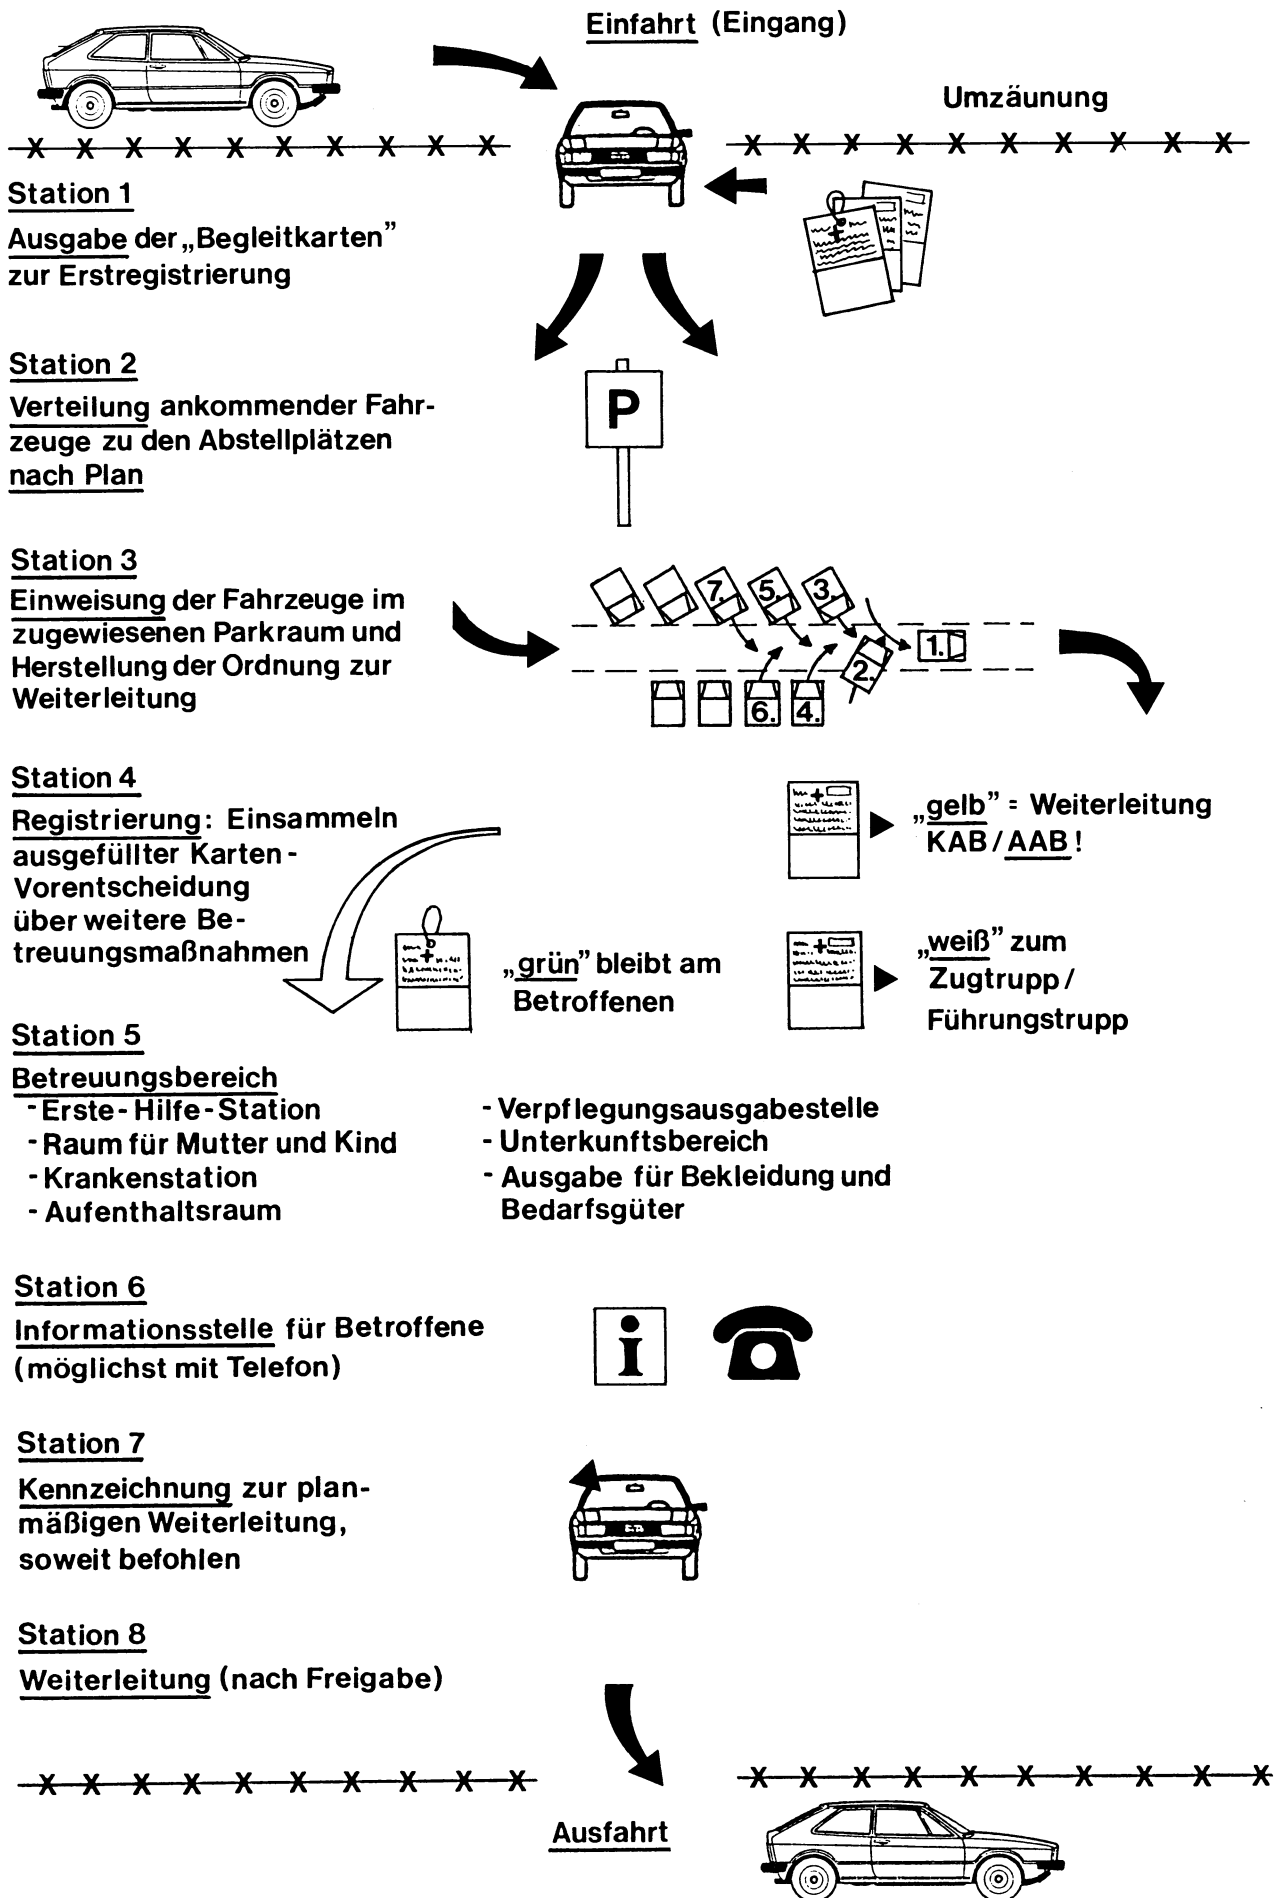 Einfahrt (Eingang)
Umzäunung
Station 1
Ausgabe der „Begleitkarten”
zur Erstregistrierung
Station 2
Verteilung ankommender Fahr-
zeuge zu den Abstellplätzen
nach Plan
P
Station 3
Einweisung der Fahrzeuge im
zugewiesenen Parkraum und
Herstellung der Ordnung zur
Weiterleitung
7. 5. 3.
1.
2.
6. 4.
Station 4
Registrierung: Einsammeln
ausgefüllter Karten -
Vorentscheidung
über weitere Be-
treuungsmaßnahmen
„gelb” = Weiterleitung
KAB/AAB!
„grün” bleibt am
Betroffenen
„weiß” zum
Zugtrupp/
Führungstrupp
Station 5
Betreuungsbereich
- Erste-Hilfe-Station
- Raum für Mutter und Kind
- Krankenstation
- Aufenthaltsraum
- Verpflegungsausgabestelle
- Unterkunftsbereich
- Ausgabe für Bekleidung und
Bedarfsgüter
Station 6
Informationsstelle für Betroffene
(möglichst mit Telefon)
i
Station 7
Kennzeichnung zur plan-
mäßigen Weiterleitung,
soweit befohlen
Station 8
Weiterleitung (nach Freigabe)
Ausfahrt